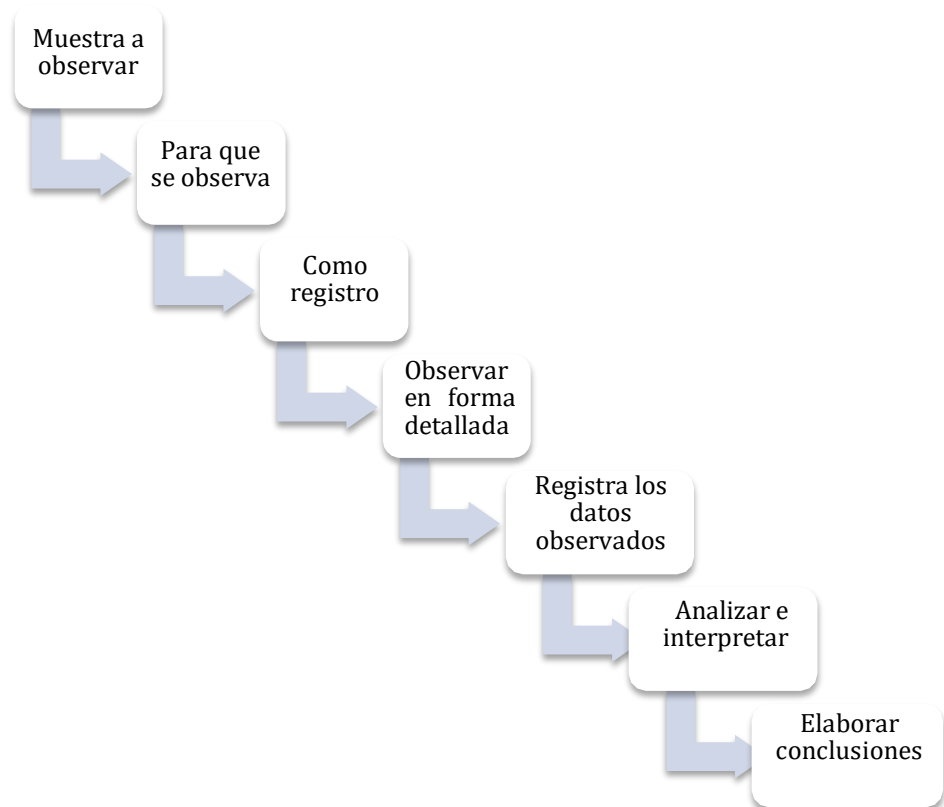 Muestra a
observar
Para que
se observa
Como
registro
Observar
en forma
detallada
Registra los
datos
observados
Analizar e
interpretar
Elaborar
conclusiones